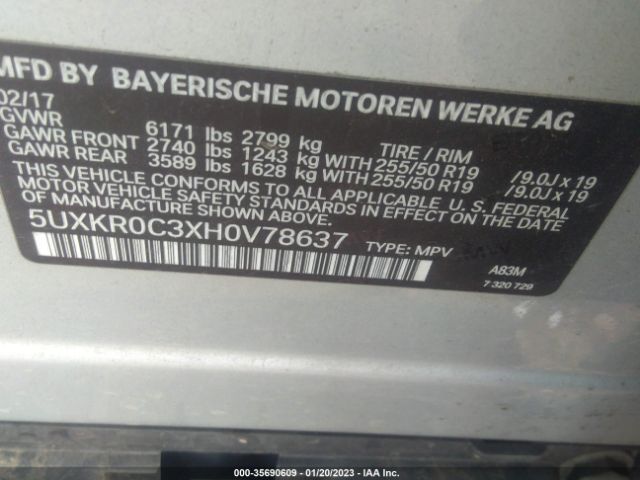 MFD BY BAYERISCHE MOTOREN WERKE AG
02/17
GVWR 6171 lbs 2799 kg TIRE / RIM
GAWR FRONT 2740 lbs 1243 kg WITH 255/50 R19 /9.0J x 19
GAWR REAR 3589 lbs 1628 kg WITH 255/50 R19 /9.0J x 19
THIS VEHICLE CONFORMS TO ALL APPLICABLE U.S. FEDERAL
MOTOR VEHICLE SAFETY STANDARDS IN EFFECT ON THE DATE
OF MANUFACTURE SHOWN ABOVE.
5UXKR0C3XH0V78637 TYPE: MPV
A83M
7 320 729
000-35690609 - 01/20/2023 - IAA Inc.